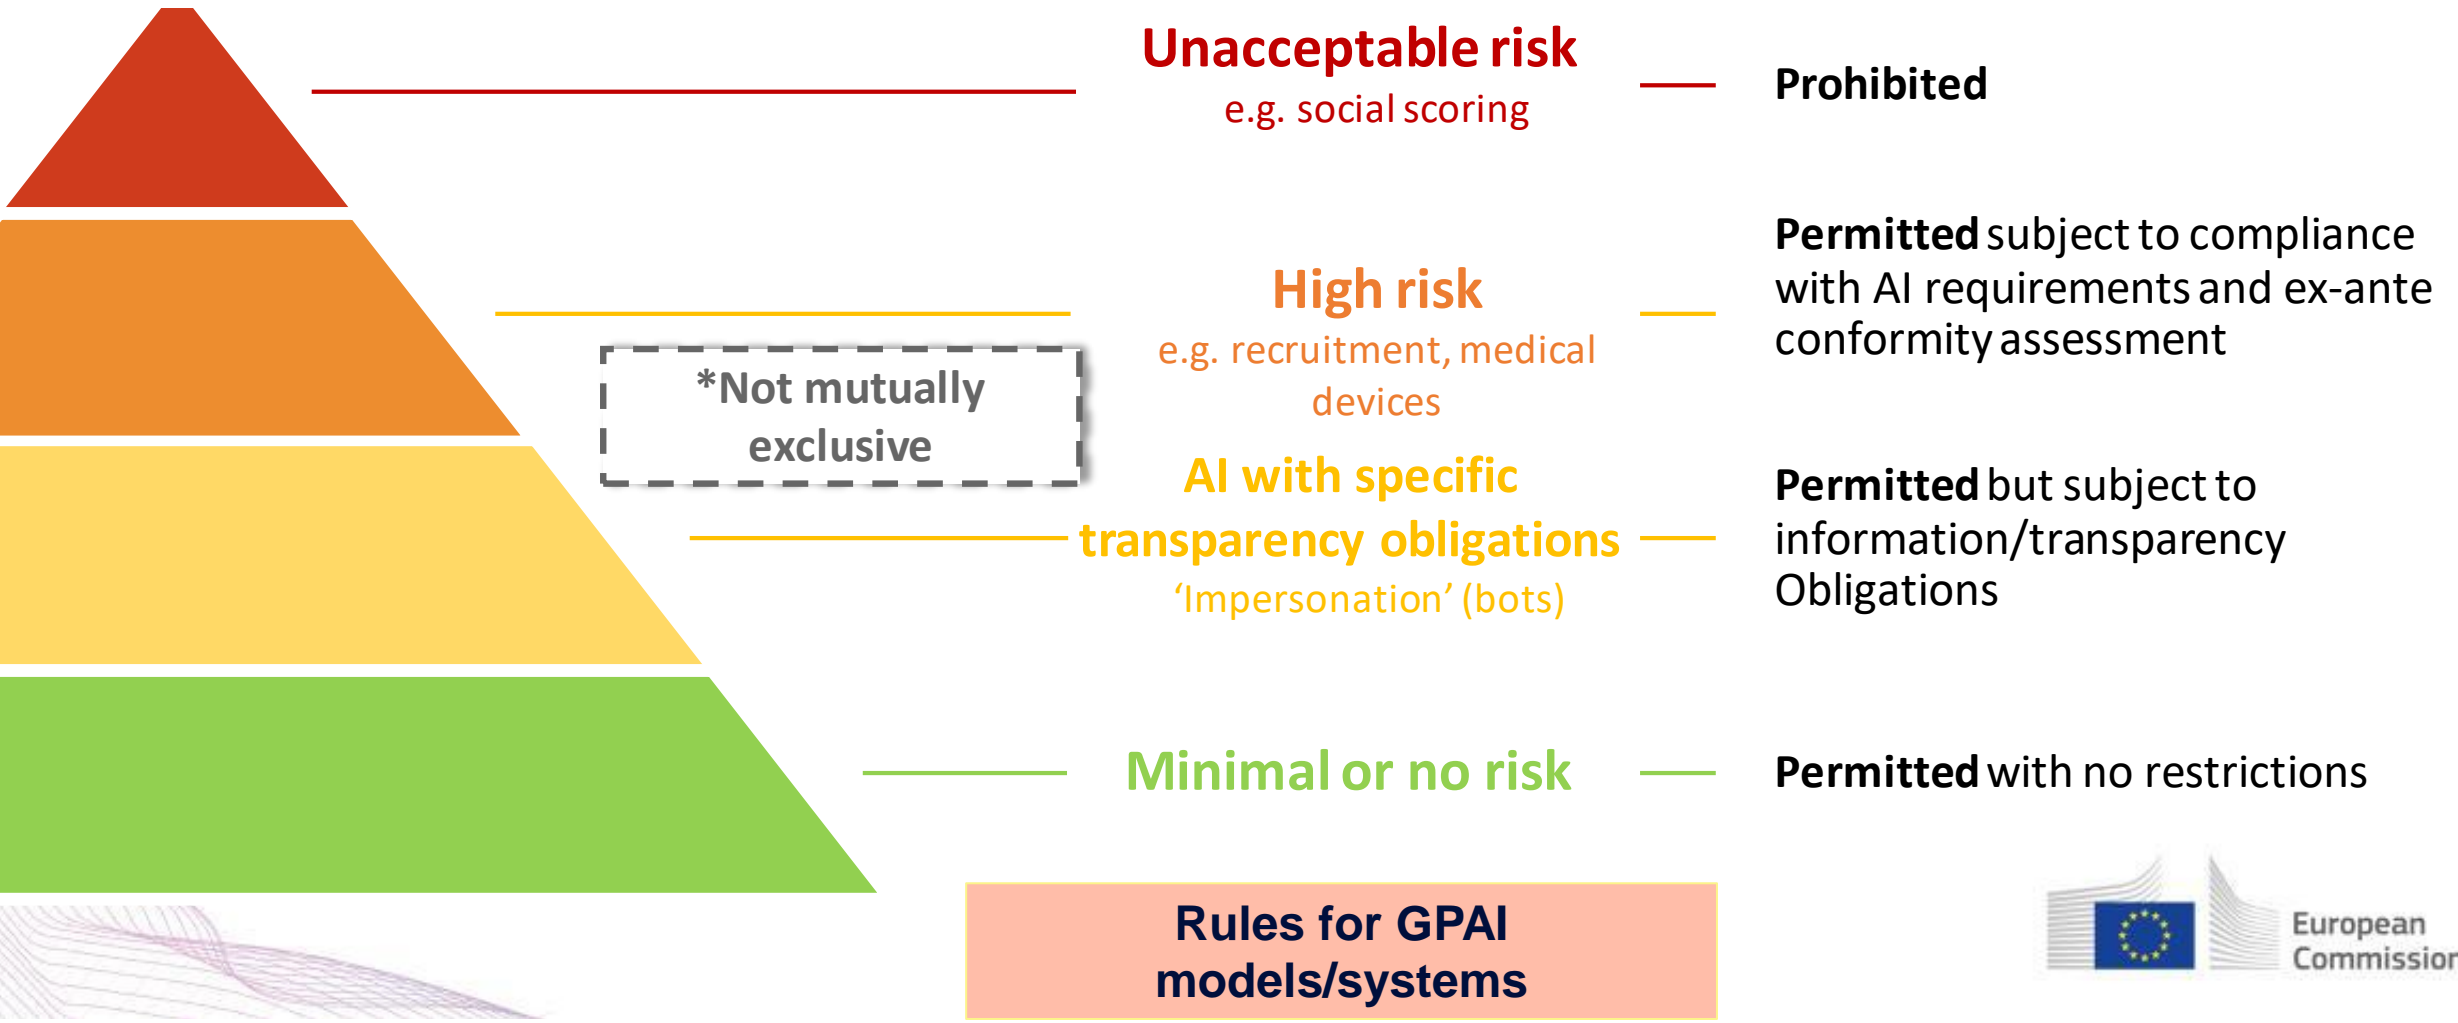 Unacceptable risk
e.g. social scoring
Prohibited
High risk
e.g. recruitment, medical
devices
Permitted subject to compliance
with AI requirements and ex-ante
conformity assessment
*Not mutually
exclusive
AI with specific
transparency obligations
‘Impersonation’ (bots)
Permitted but subject to
information/transparency
Obligations
Minimal or no risk
Permitted with no restrictions
Rules for GPAI
models/systems
European
Commission